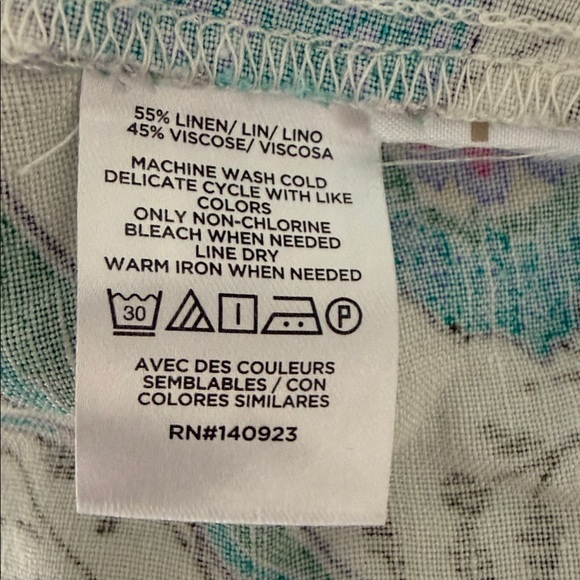 55% LINEN/ LIN/ LINO
45% VISCOSE/ VISCOSA
MACHINE WASH COLD
DELICATE CYCLE WITH LIKE
COLORS
ONLY NON-CHLORINE
BLEACH WHEN NEEDED
LINE DRY
WARM IRON WHEN NEEDED
30 P
AVEC DES COULEURS
SEMBLABLES / CON
COLORES SIMILARES
RN#140923